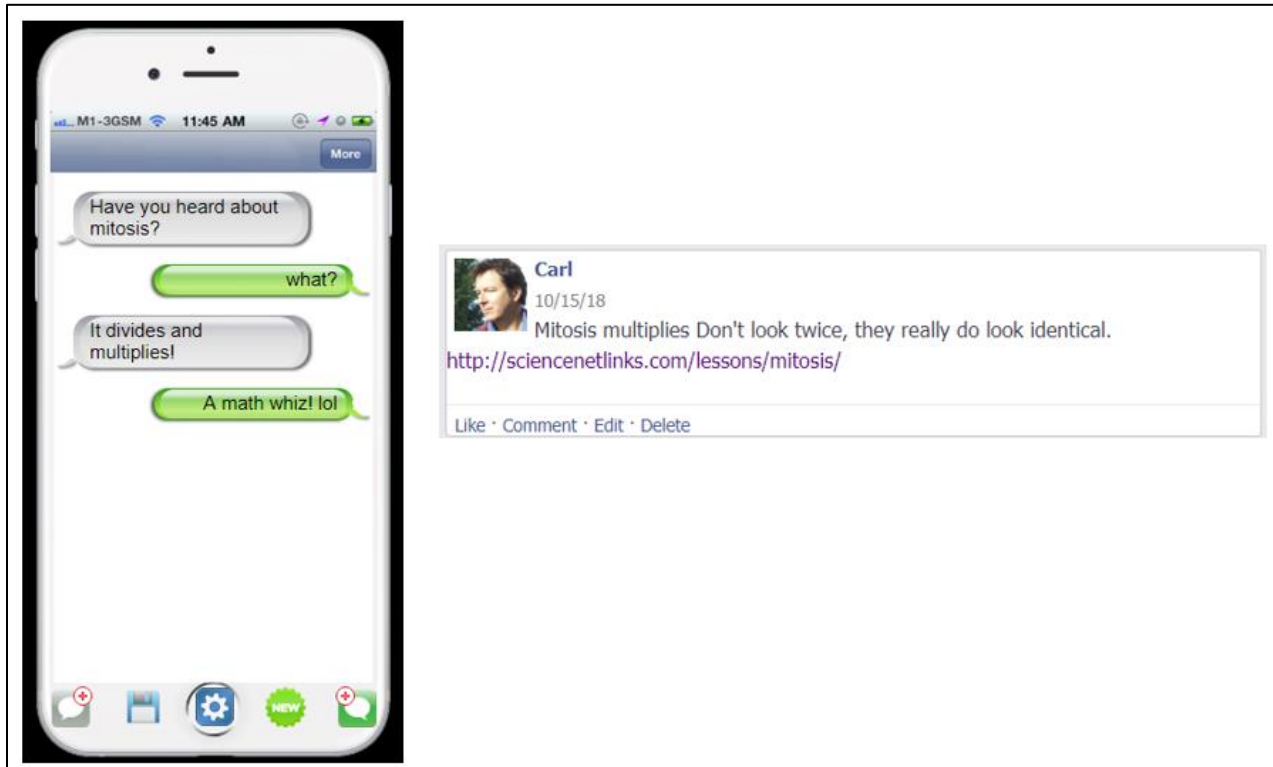 M1-3GSM 11:45 AM
More
Have you heard about
mitosis?
what?
It divides and
multiplies!
A math whiz! lol
NEW
Carl
10/15/18
Mitosis multiplies Don't look twice, they really do look identical.
http://sciencenetlinks.com/lessons/mitosis/
Like · Comment · Edit · Delete